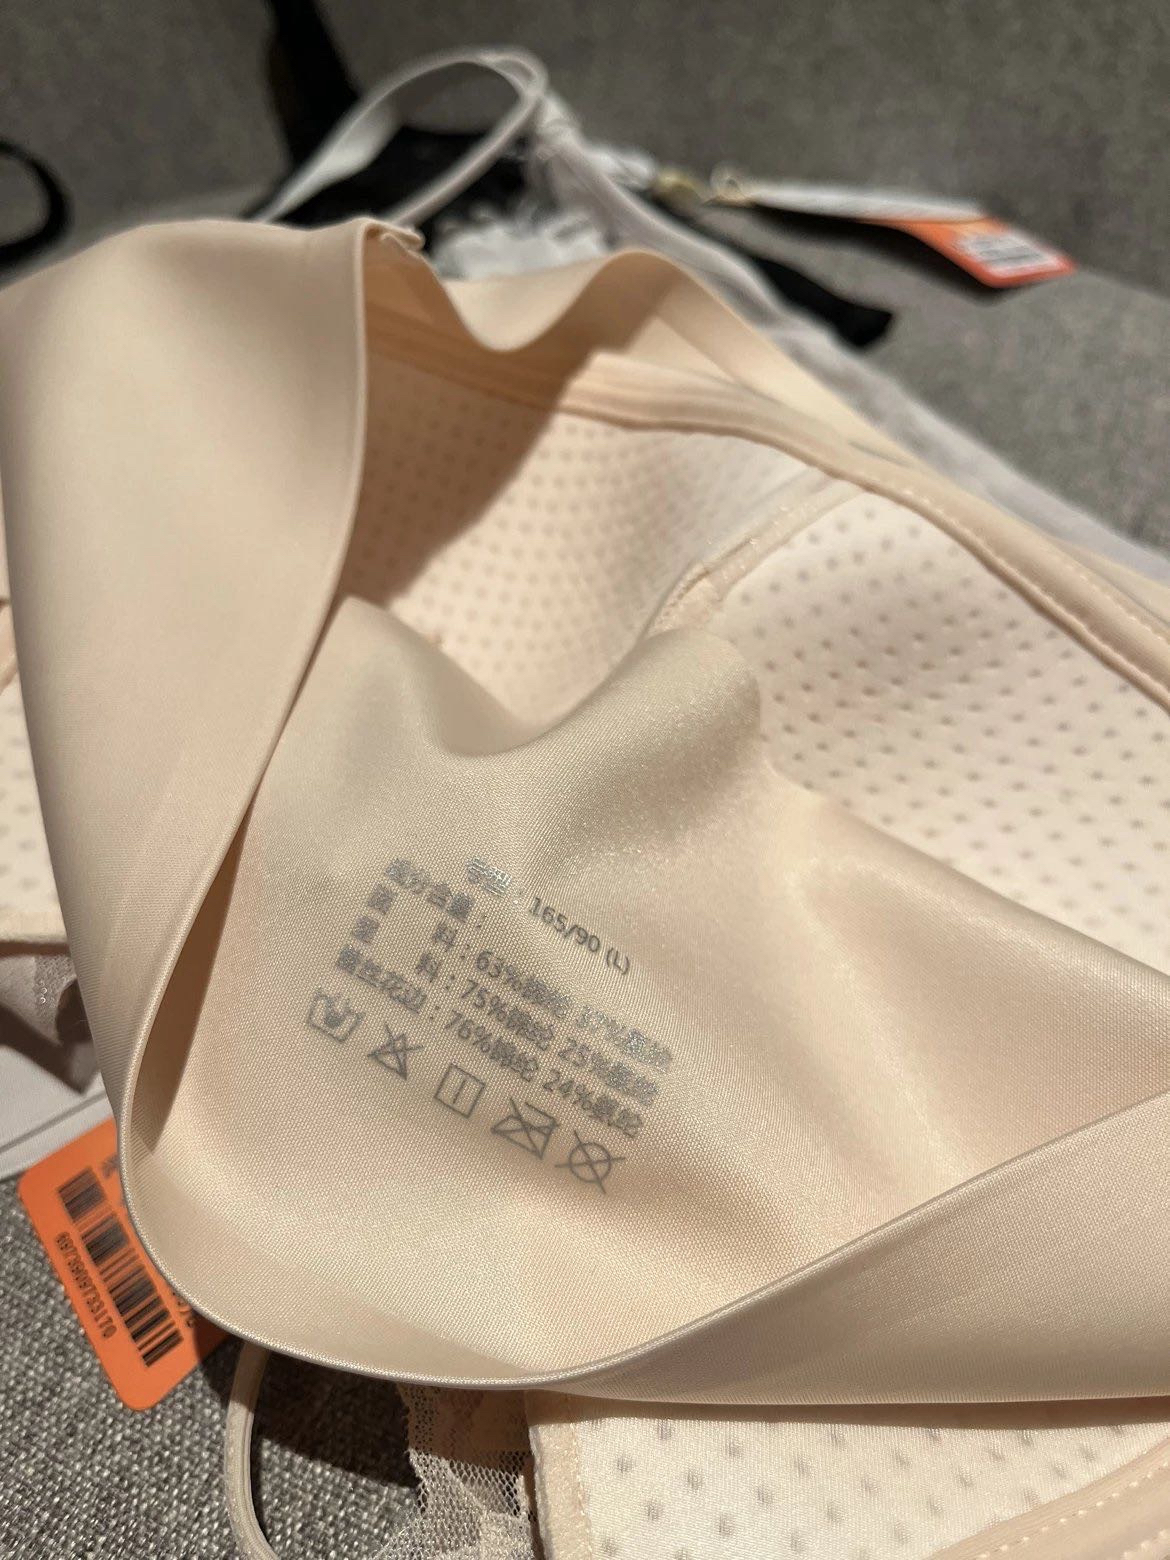 号型：165/90 (L)
成分含量：
面　　料：63%锦纶 37%氨纶
里　　料：75%锦纶 25%氨纶
蕾丝花边：76%锦纶 24%氨纶